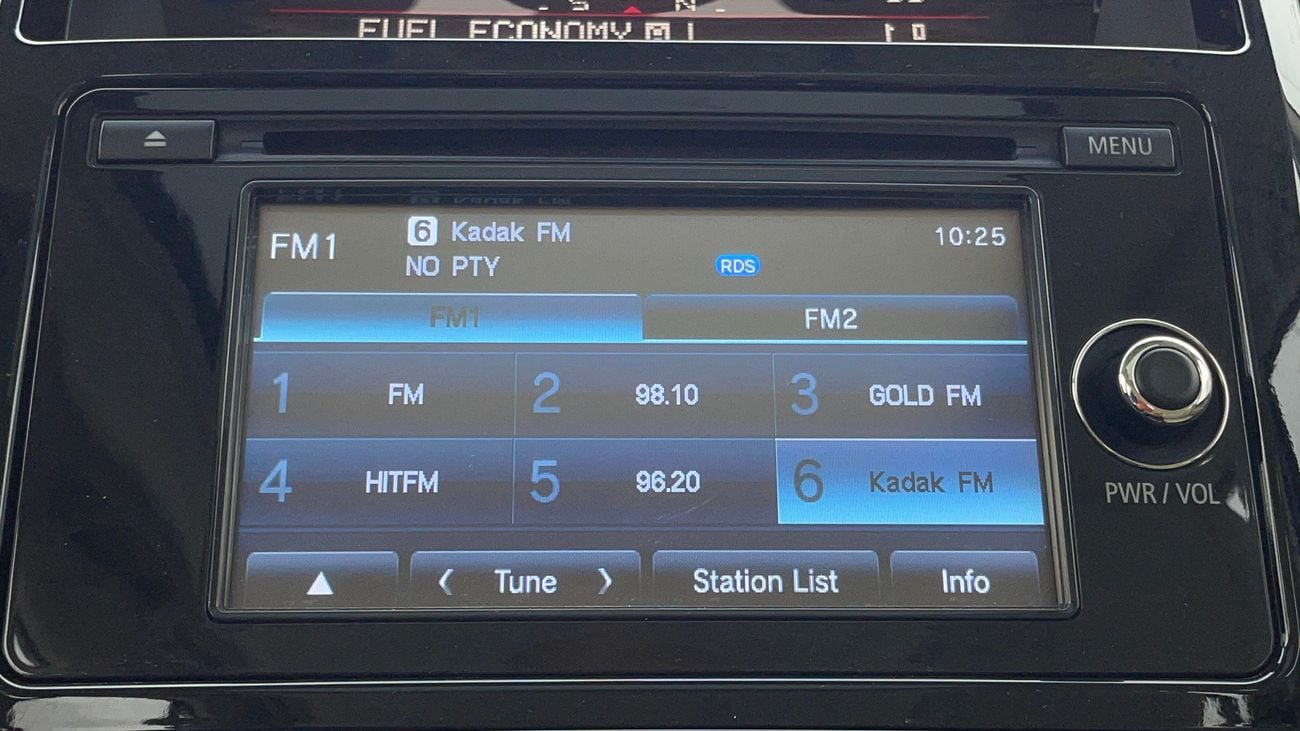 S N
FUEL ECONOMY
MENU
FM1
6 Kadak FM
10:25
NO PTY
RDS
FM1 FM2
1 FM 2 98.10 3 GOLD FM
4 HITFM 5 96.20 6 Kadak FM
PWR / VOL
Tune Station List Info